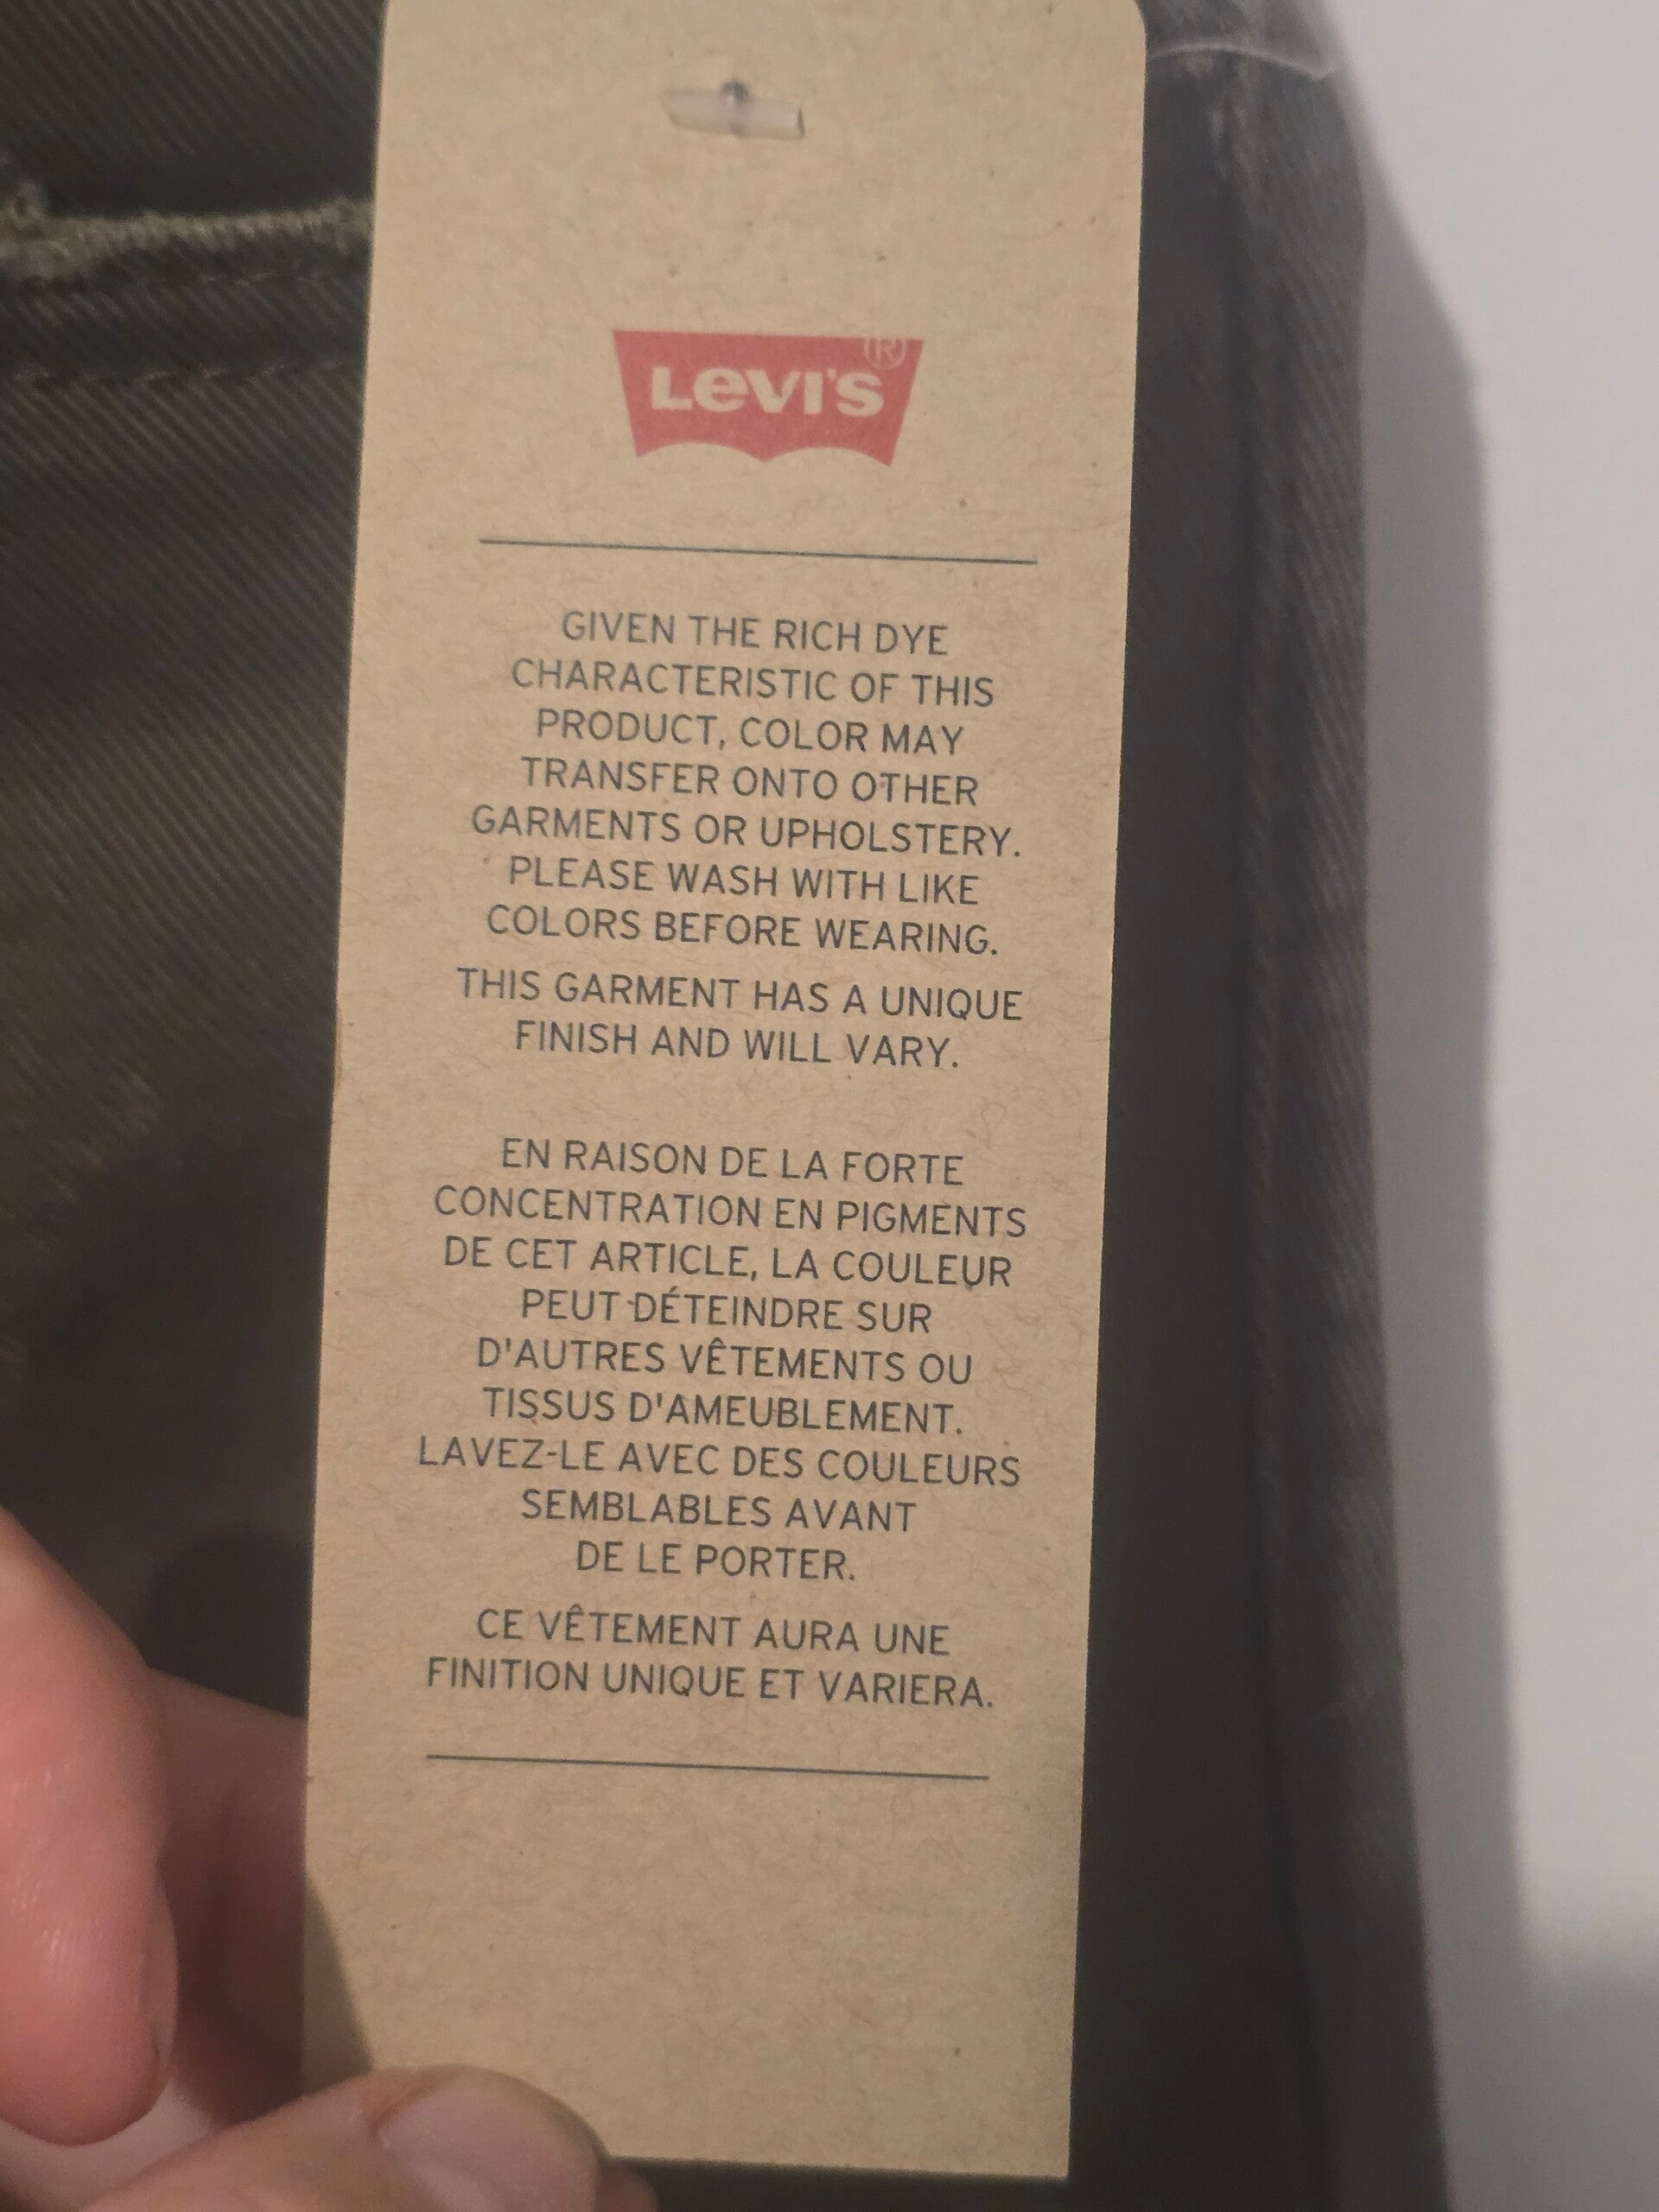 LEVI'S®
GIVEN THE RICH DYE
CHARACTERISTIC OF THIS
PRODUCT, COLOR MAY
TRANSFER ONTO OTHER
GARMENTS OR UPHOLSTERY.
PLEASE WASH WITH LIKE
COLORS BEFORE WEARING.
THIS GARMENT HAS A UNIQUE
FINISH AND WILL VARY.
EN RAISON DE LA FORTE
CONCENTRATION EN PIGMENTS
DE CET ARTICLE, LA COULEUR
PEUT DÉTEINDRE SUR
D'AUTRES VÊTEMENTS OU
TISSUS D'AMEUBLEMENT.
LAVEZ-LE AVEC DES COULEURS
SEMBLABLES AVANT
DE LE PORTER.
CE VÊTEMENT AURA UNE
FINITION UNIQUE ET VARIERA.